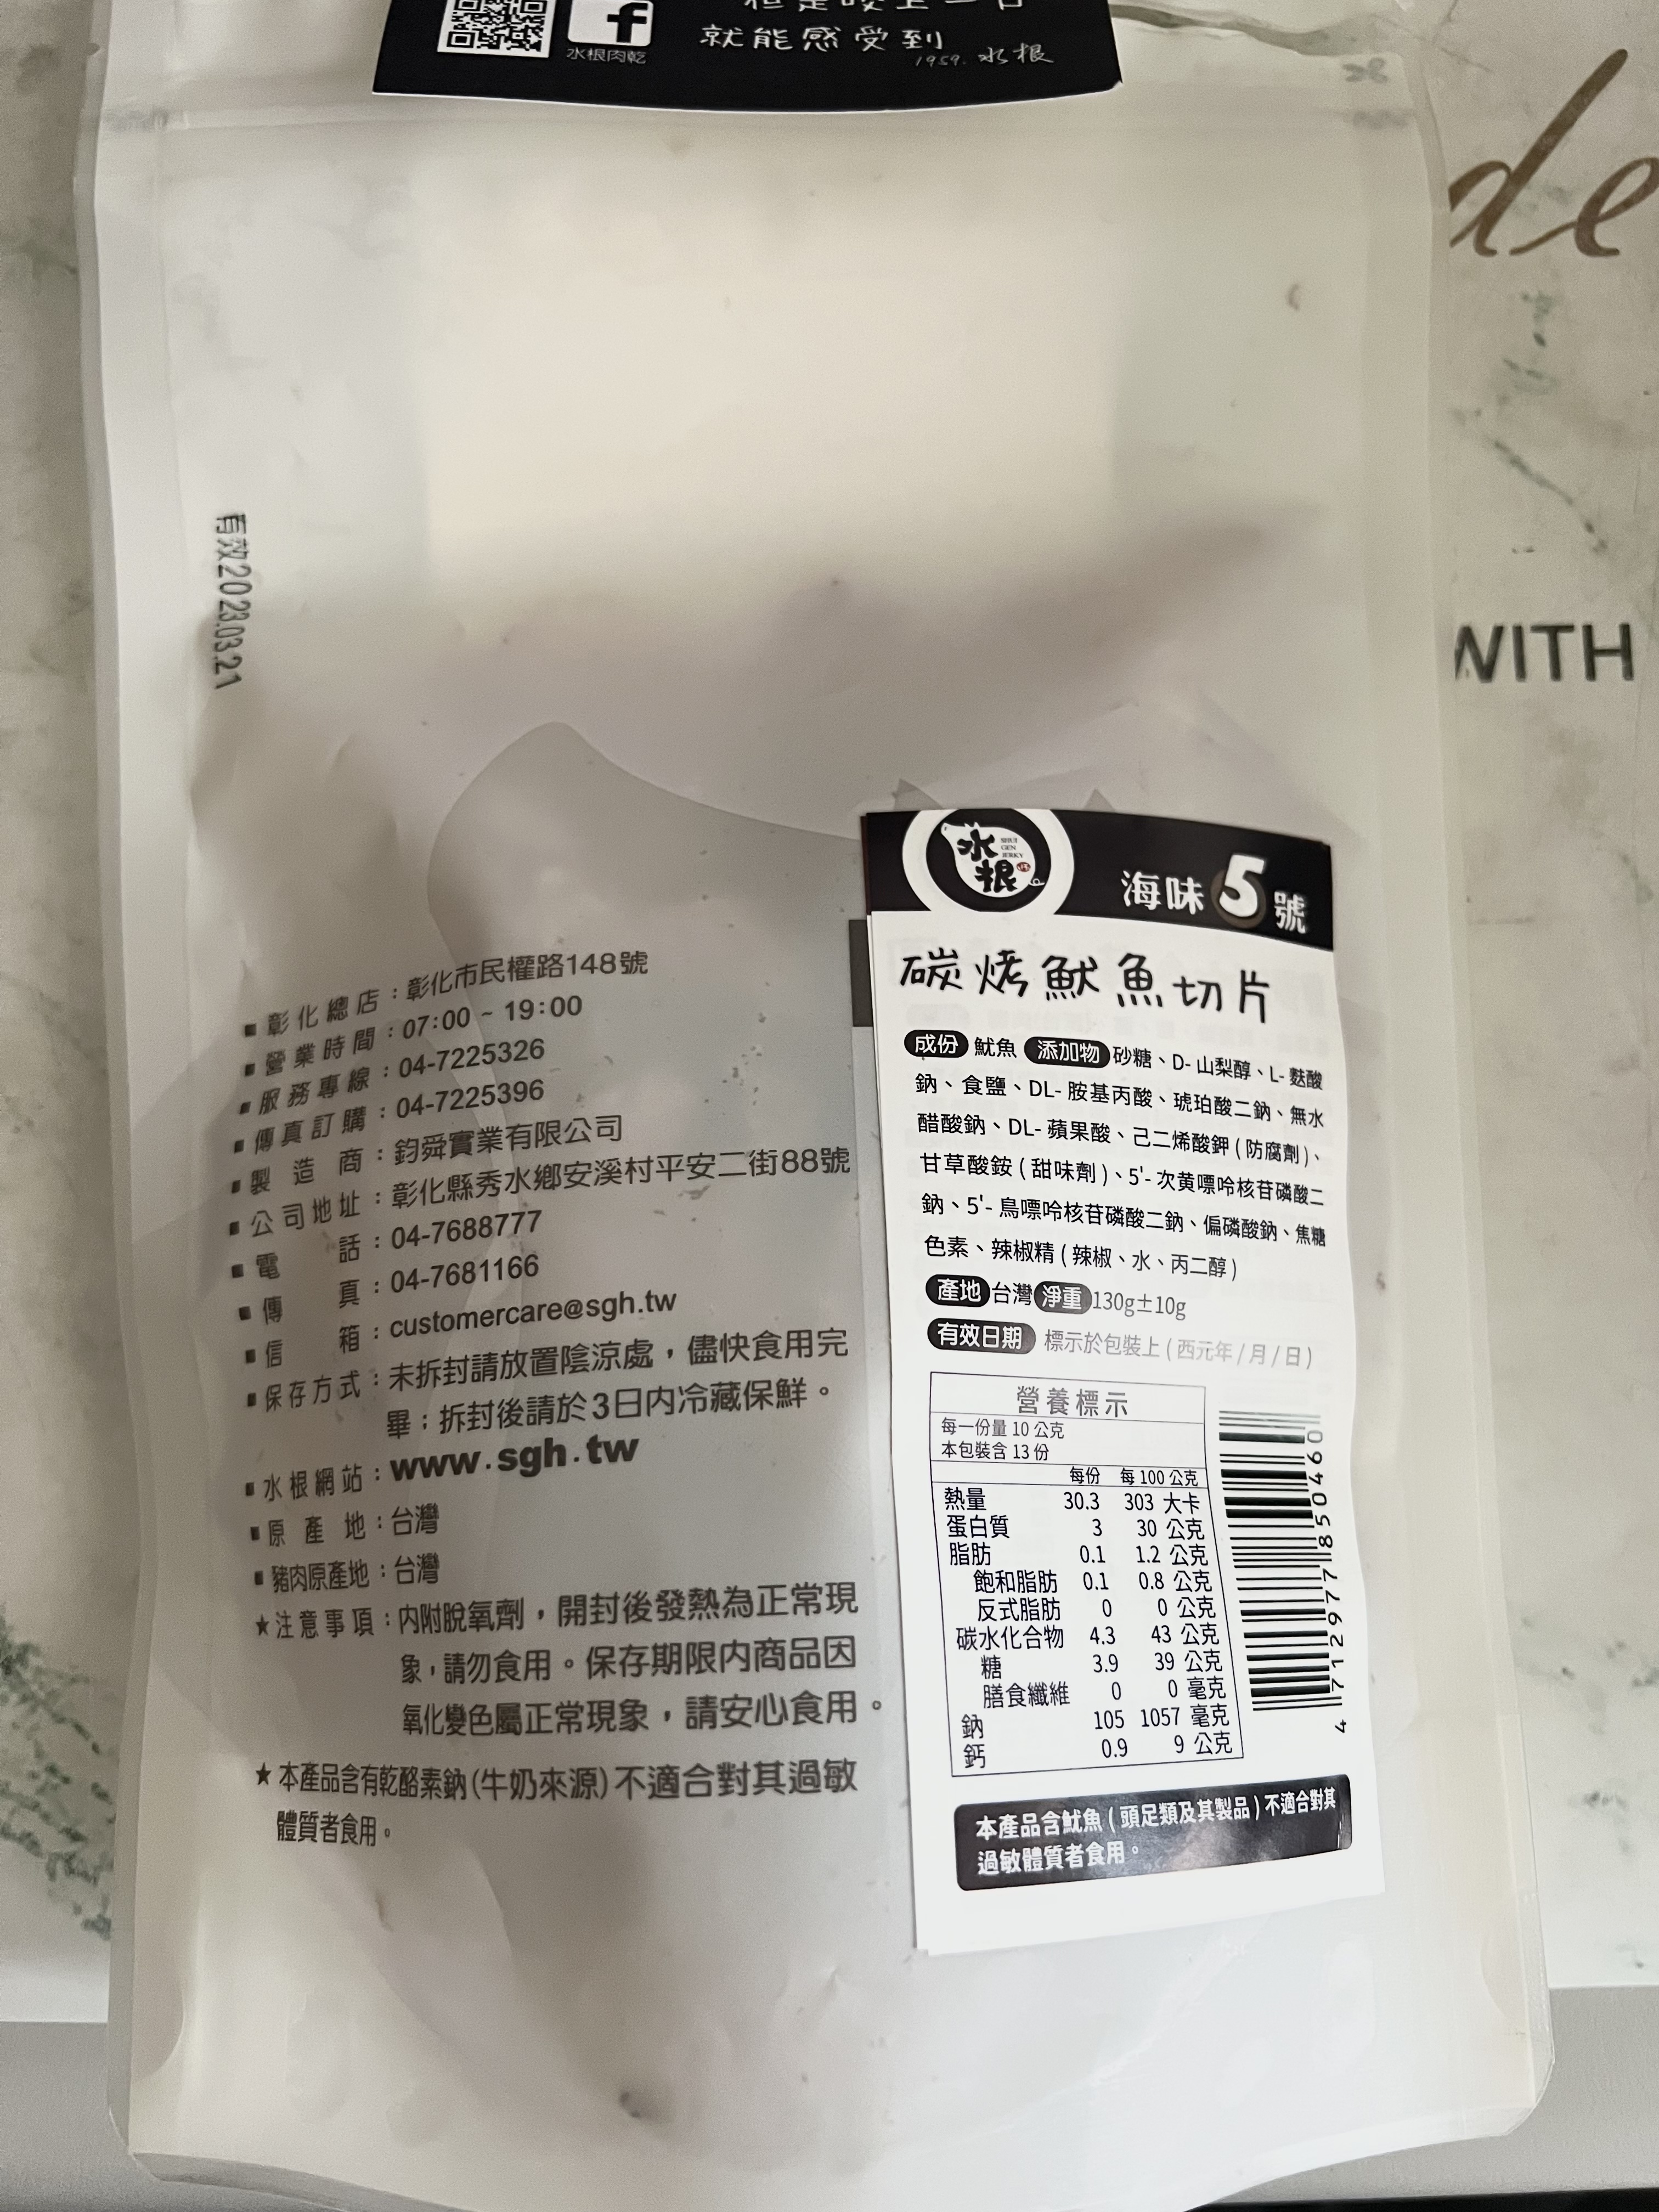 就能感受到
1959. 水根
水根肉乾
de
WITH
有效2023.03.21
水根
SHUI
GEN
JERKY
海味5號
碳烤魷魚切片
成份 魷魚 添加物 砂糖、D-山梨醇、L-麩酸
鈉、食鹽、DL-胺基丙酸、琥珀酸二鈉、無水
醋酸鈉、DL-蘋果酸、己二烯酸鉀(防腐劑)、
甘草酸銨(甜味劑)、5'-次黃嘌呤核苷磷酸二
鈉、5'-鳥嘌呤核苷磷酸二鈉、偏磷酸鈉、焦糖
色素、辣椒精(辣椒、水、丙二醇)
產地 台灣 淨重 130g±10g
有效日期 標示於包裝上(西元年/月/日)
營養標示
每一份量 10 公克
本包裝含 13 份
每份 每 100 公克
熱量 30.3 303 大卡
蛋白質 3 30 公克
脂肪 0.1 1.2 公克
飽和脂肪 0.1 0.8 公克
反式脂肪 0 0 公克
碳水化合物 4.3 43 公克
糖 3.9 39 公克
膳食纖維 0 0 毫克
鈉 105 1057 毫克
鈣 0.9 9 公克
4712977850460
本產品含魷魚(頭足類及其製品)不適合對其
過敏體質者食用。
■彰化總店：彰化市民權路148號
■營業時間：07:00 ~ 19:00
■服務專線：04-7225326
■傳真訂購：04-7225396
■製造商：鈞舜實業有限公司
■公司地址：彰化縣秀水鄉安溪村平安二街88號
■電話：04-7688777
■傳真：04-7681166
■信箱：customercare@sgh.tw
■保存方式：未拆封請放置陰涼處，儘快食用完
畢；拆封後請於3日內冷藏保鮮。
■水根網站：www.sgh.tw
■原產地：台灣
■豬肉原產地：台灣
★注意事項：內附脫氧劑，開封後發熱為正常現
象，請勿食用。保存期限內商品因
氧化變色屬正常現象，請安心食用。
★本產品含有乾酪素鈉(牛奶來源)不適合對其過敏
體質者食用。